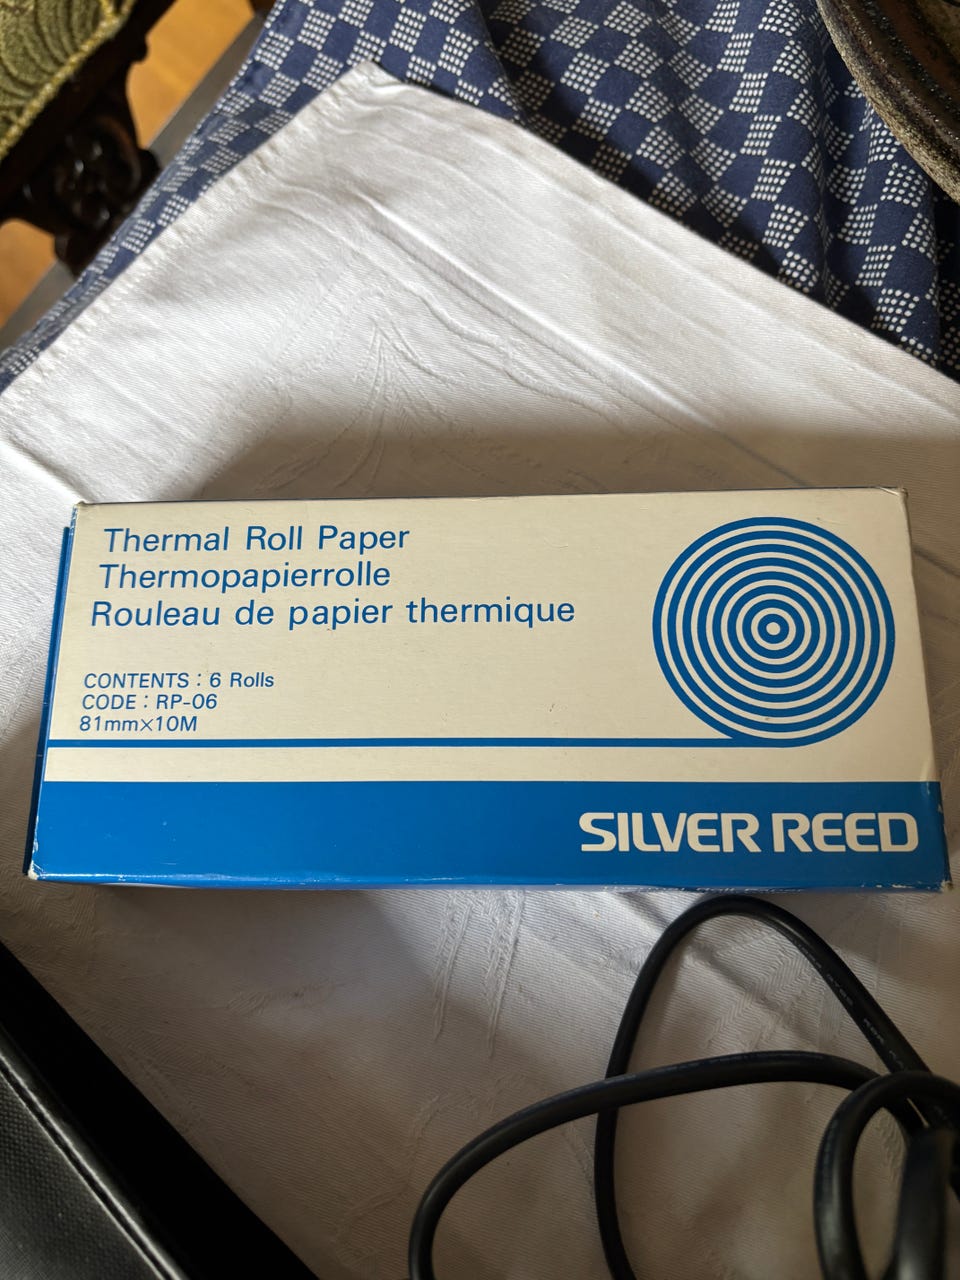 Thermal Roll Paper
Thermopapierrolle
Rouleau de papier thermique
CONTENTS : 6 Rolls
CODE : RP-06
81mm×10M
SILVER REED